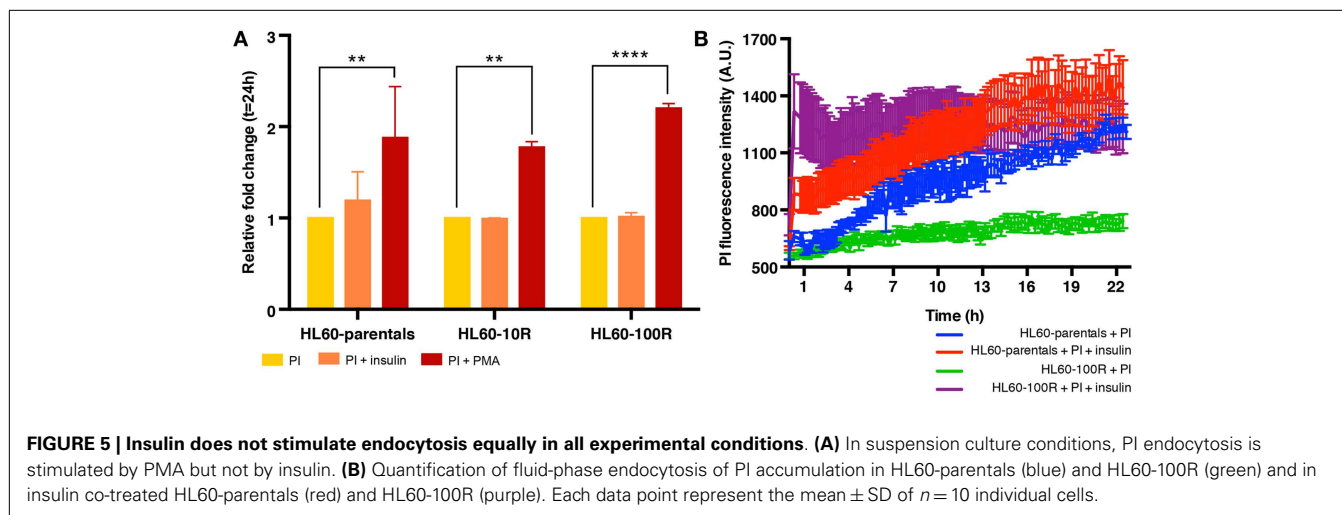 A
Relative fold change (t=24h)
3
2
1
0
**
**
****
HL60-parentals
HL60-10R
HL60-100R
PI
PI + insulin
PI + PMA
B
PI fluorescence intensity (A.U.)
1700
1400
1100
800
500
1
4
7
10
13
16
19
22
Time (h)
HL60-parentals + PI
HL60-parentals + PI + insulin
HL60-100R + PI
HL60-100R + PI + insulin
FIGURE 5 | Insulin does not stimulate endocytosis equally in all experimental conditions. (A) In suspension culture conditions, PI endocytosis is
stimulated by PMA but not by insulin. (B) Quantification of fluid-phase endocytosis of PI accumulation in HL60-parentals (blue) and HL60-100R (green) and in
insulin co-treated HL60-parentals (red) and HL60-100R (purple). Each data point represent the mean ± SD of n = 10 individual cells.